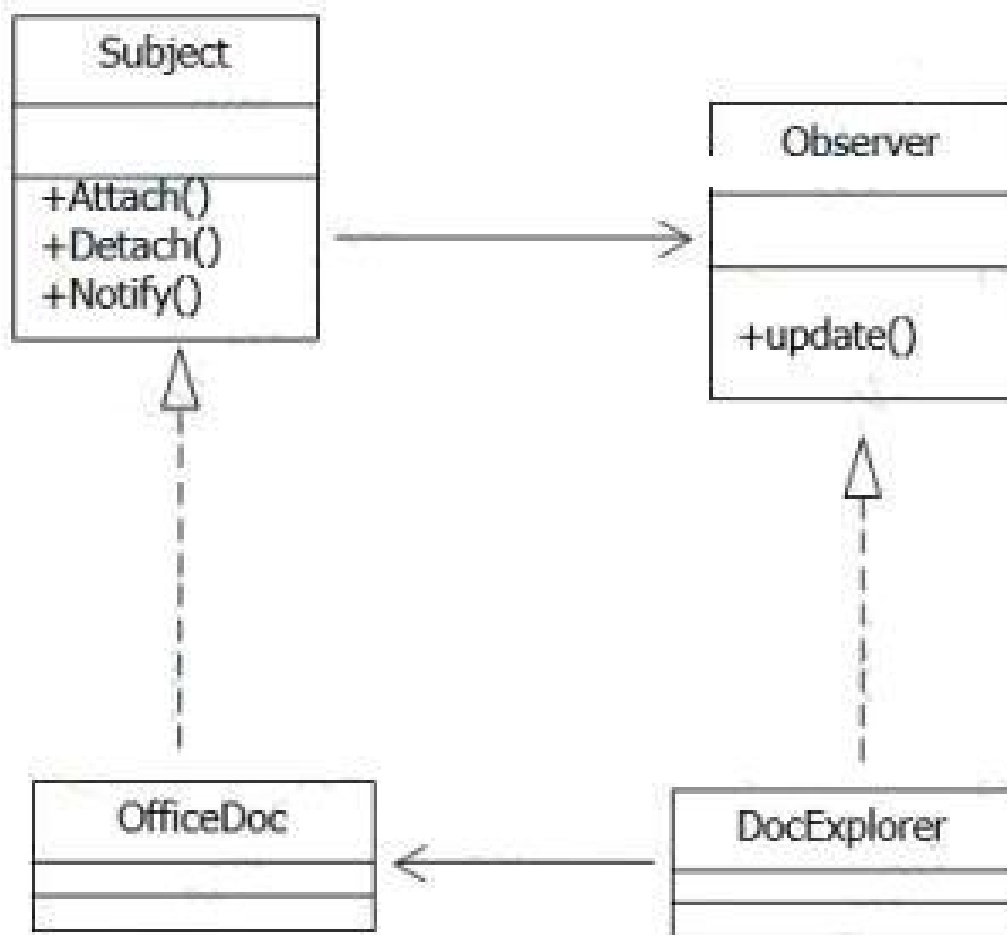 Subject
+Attach()
+Detach()
+Notify()
Observer
+update()
OfficeDoc
DocExplorer